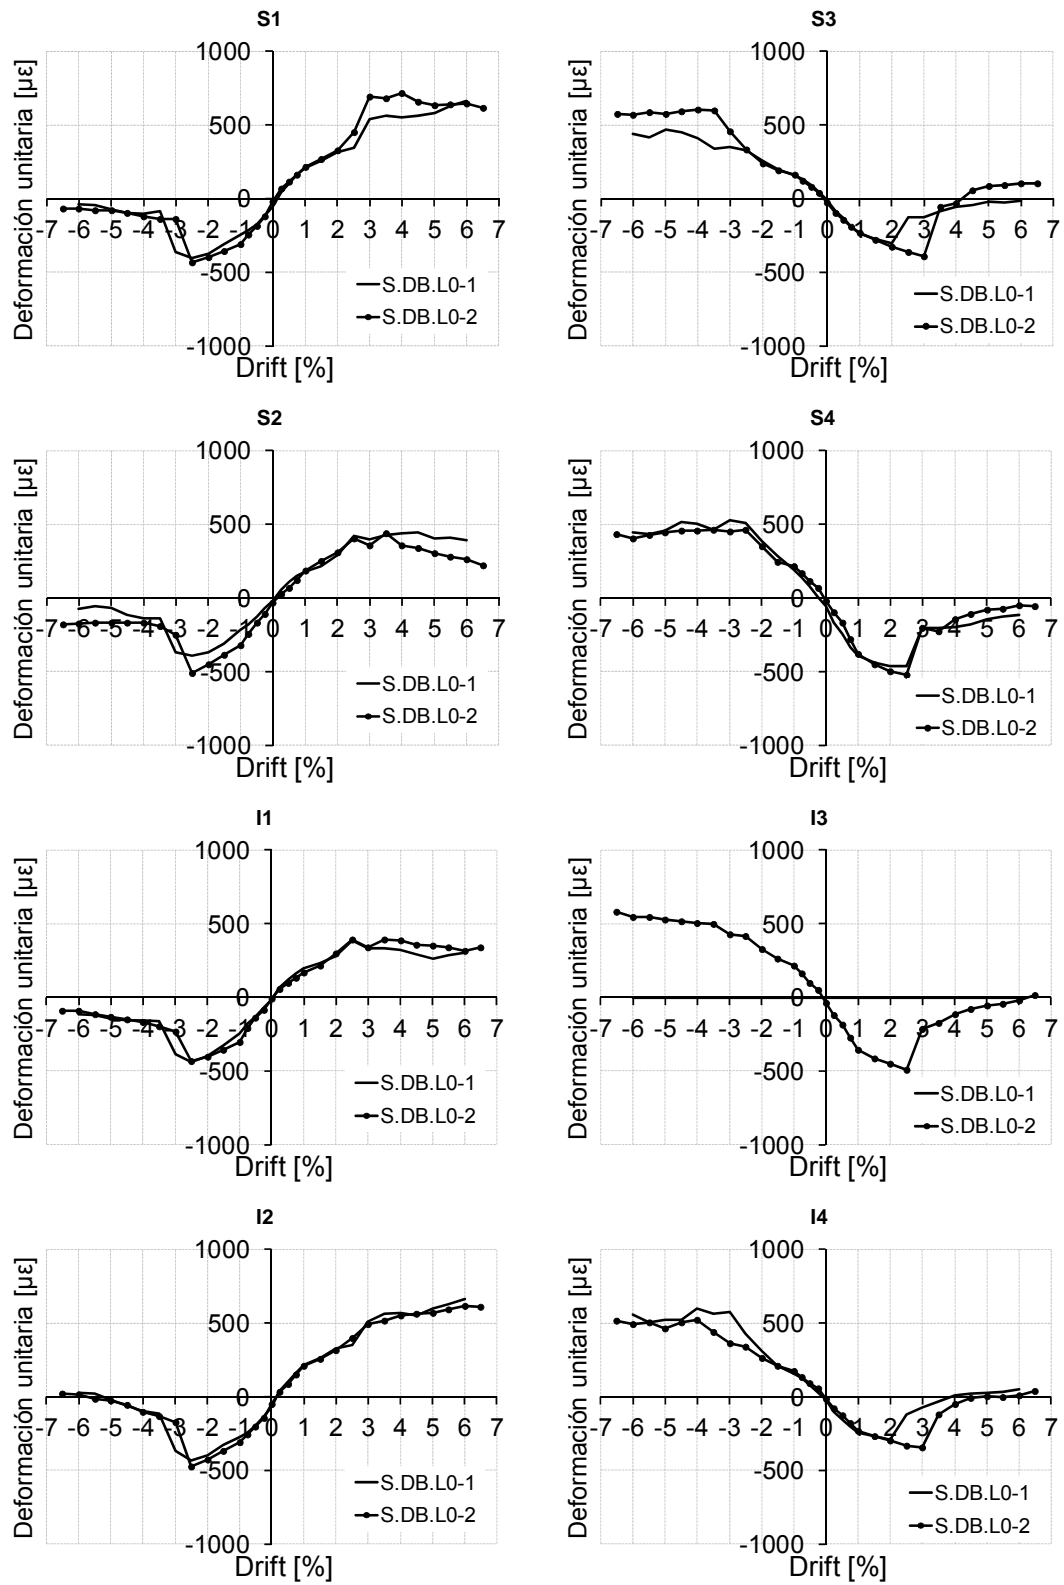 S1
Deformación unitaria [µε]
1000
500
0
-500
-1000
-7 -6 -5 -4 -3 -2 -1 0 1 2 3 4 5 6 7
S.DB.L0-1
S.DB.L0-2
Drift [%]
S3
Deformación unitaria [µε]
1000
500
0
-500
-1000
-7 -6 -5 -4 -3 -2 -1 0 1 2 3 4 5 6 7
S.DB.L0-1
S.DB.L0-2
Drift [%]
S2
Deformación unitaria [µε]
1000
500
0
-500
-1000
-7 -6 -5 -4 -3 -2 -1 0 1 2 3 4 5 6 7
S.DB.L0-1
S.DB.L0-2
Drift [%]
S4
Deformación unitaria [µε]
1000
500
0
-500
-1000
-7 -6 -5 -4 -3 -2 -1 0 1 2 3 4 5 6 7
S.DB.L0-1
S.DB.L0-2
Drift [%]
I1
Deformación unitaria [µε]
1000
500
0
-500
-1000
-7 -6 -5 -4 -3 -2 -1 0 1 2 3 4 5 6 7
S.DB.L0-1
S.DB.L0-2
Drift [%]
I3
Deformación unitaria [µε]
1000
500
0
-500
-1000
-7 -6 -5 -4 -3 -2 -1 0 1 2 3 4 5 6 7
S.DB.L0-1
S.DB.L0-2
Drift [%]
I2
Deformación unitaria [µε]
1000
500
0
-500
-1000
-7 -6 -5 -4 -3 -2 -1 0 1 2 3 4 5 6 7
S.DB.L0-1
S.DB.L0-2
Drift [%]
I4
Deformación unitaria [µε]
1000
500
0
-500
-1000
-7 -6 -5 -4 -3 -2 -1 0 1 2 3 4 5 6 7
S.DB.L0-1
S.DB.L0-2
Drift [%]